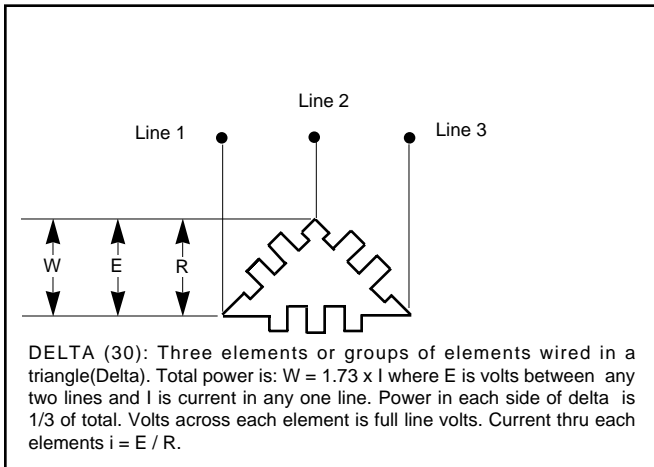 Line 2
Line 1
Line 3
W
E
R
DELTA (30): Three elements or groups of elements wired in a
triangle(Delta). Total power is: W = 1.73 x I where E is volts between any
two lines and I is current in any one line. Power in each side of delta is
1/3 of total. Volts across each element is full line volts. Current thru each
elements i = E / R.